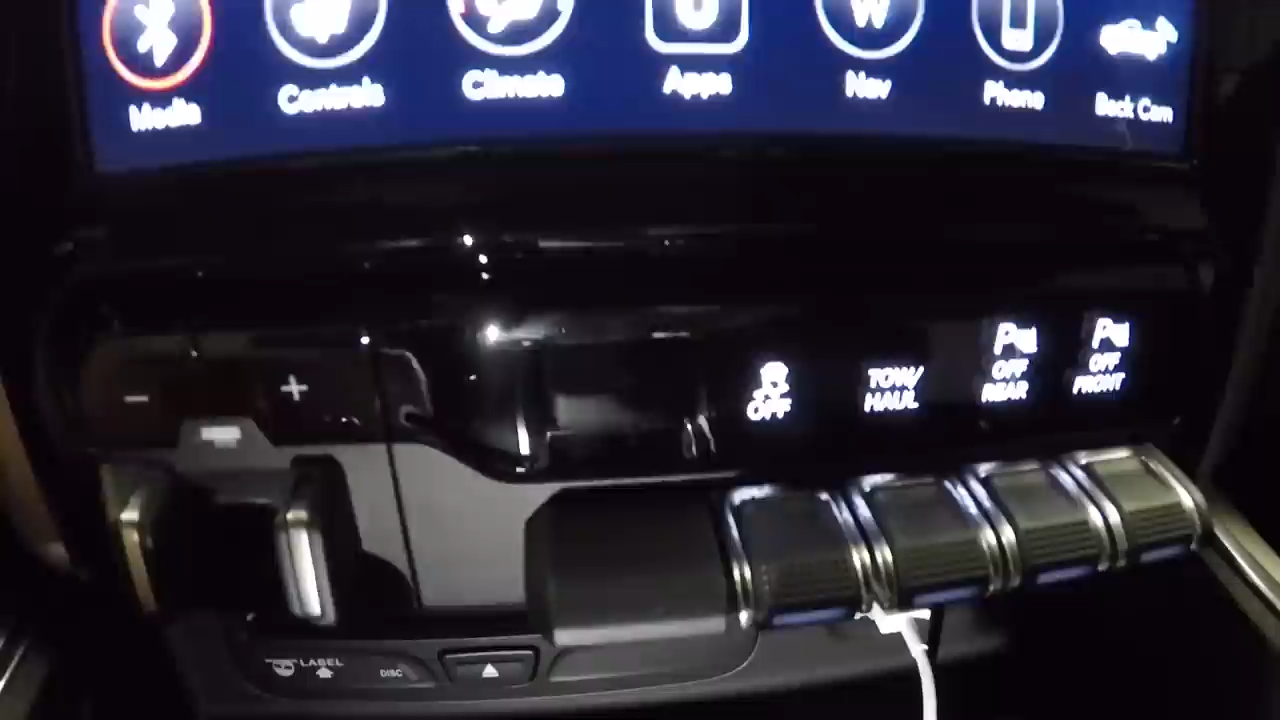 Media Controls Climate Apps Nav Phone Back Cam
U W
- +
OFF
TOW/
HAUL
P OFF
REAR
P OFF
FRONT
LABEL DISC